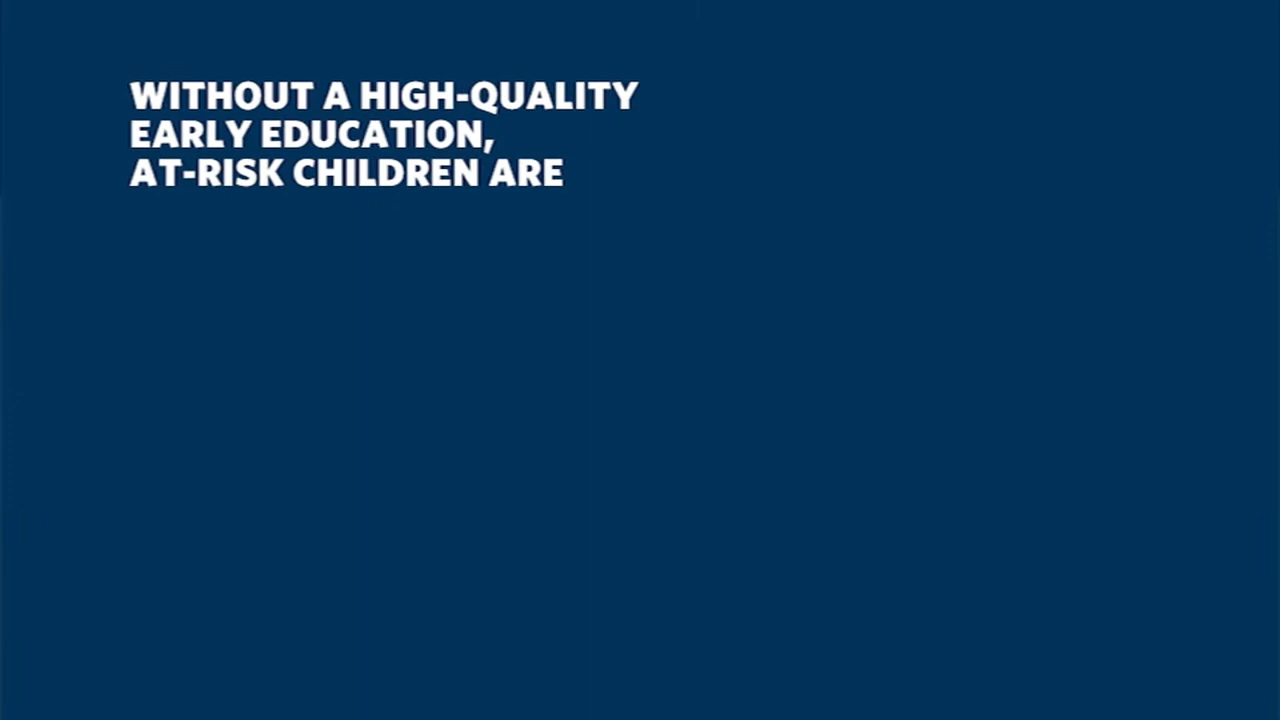 WITHOUT A HIGH-QUALITY
EARLY EDUCATION,
AT-RISK CHILDREN ARE